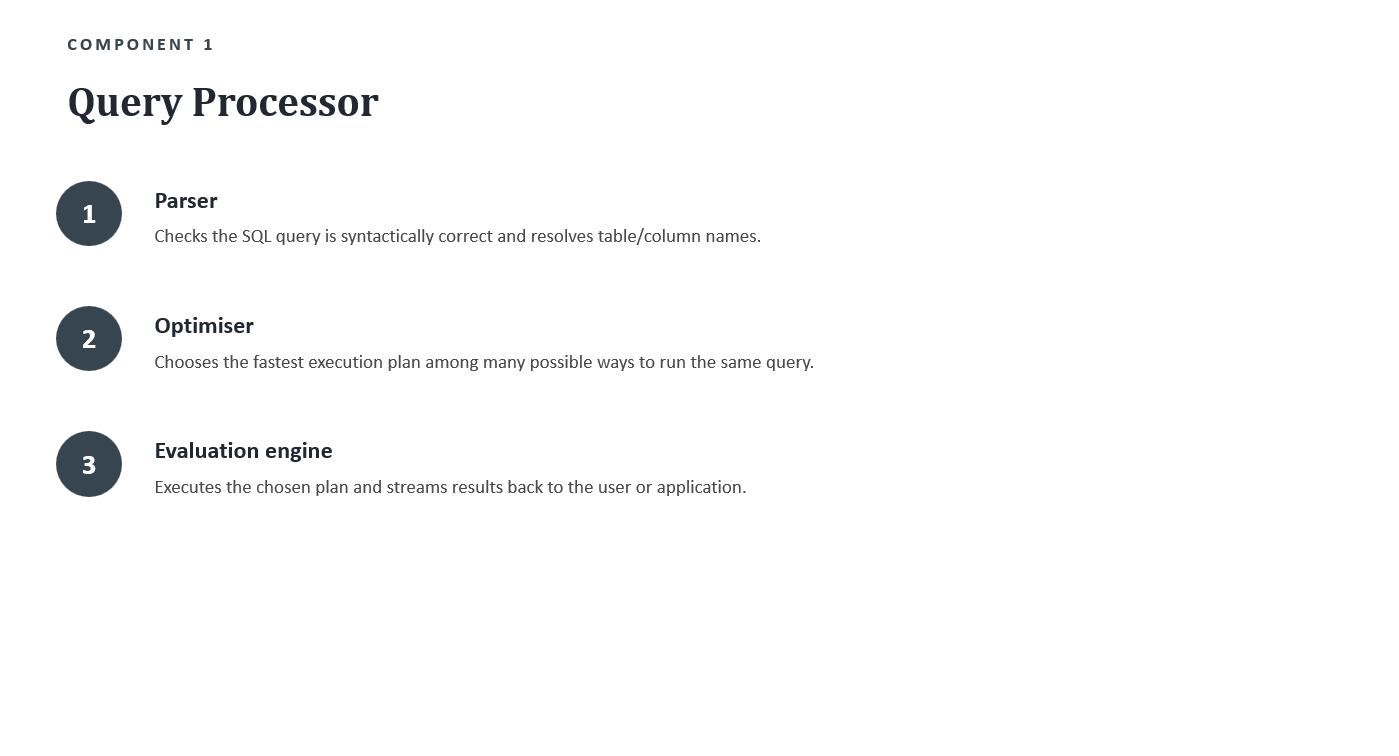 COMPONENT 1
Query Processor
1
Parser
Checks the SQL query is syntactically correct and resolves table/column names.
2
Optimiser
Chooses the fastest execution plan among many possible ways to run the same query.
3
Evaluation engine
Executes the chosen plan and streams results back to the user or application.